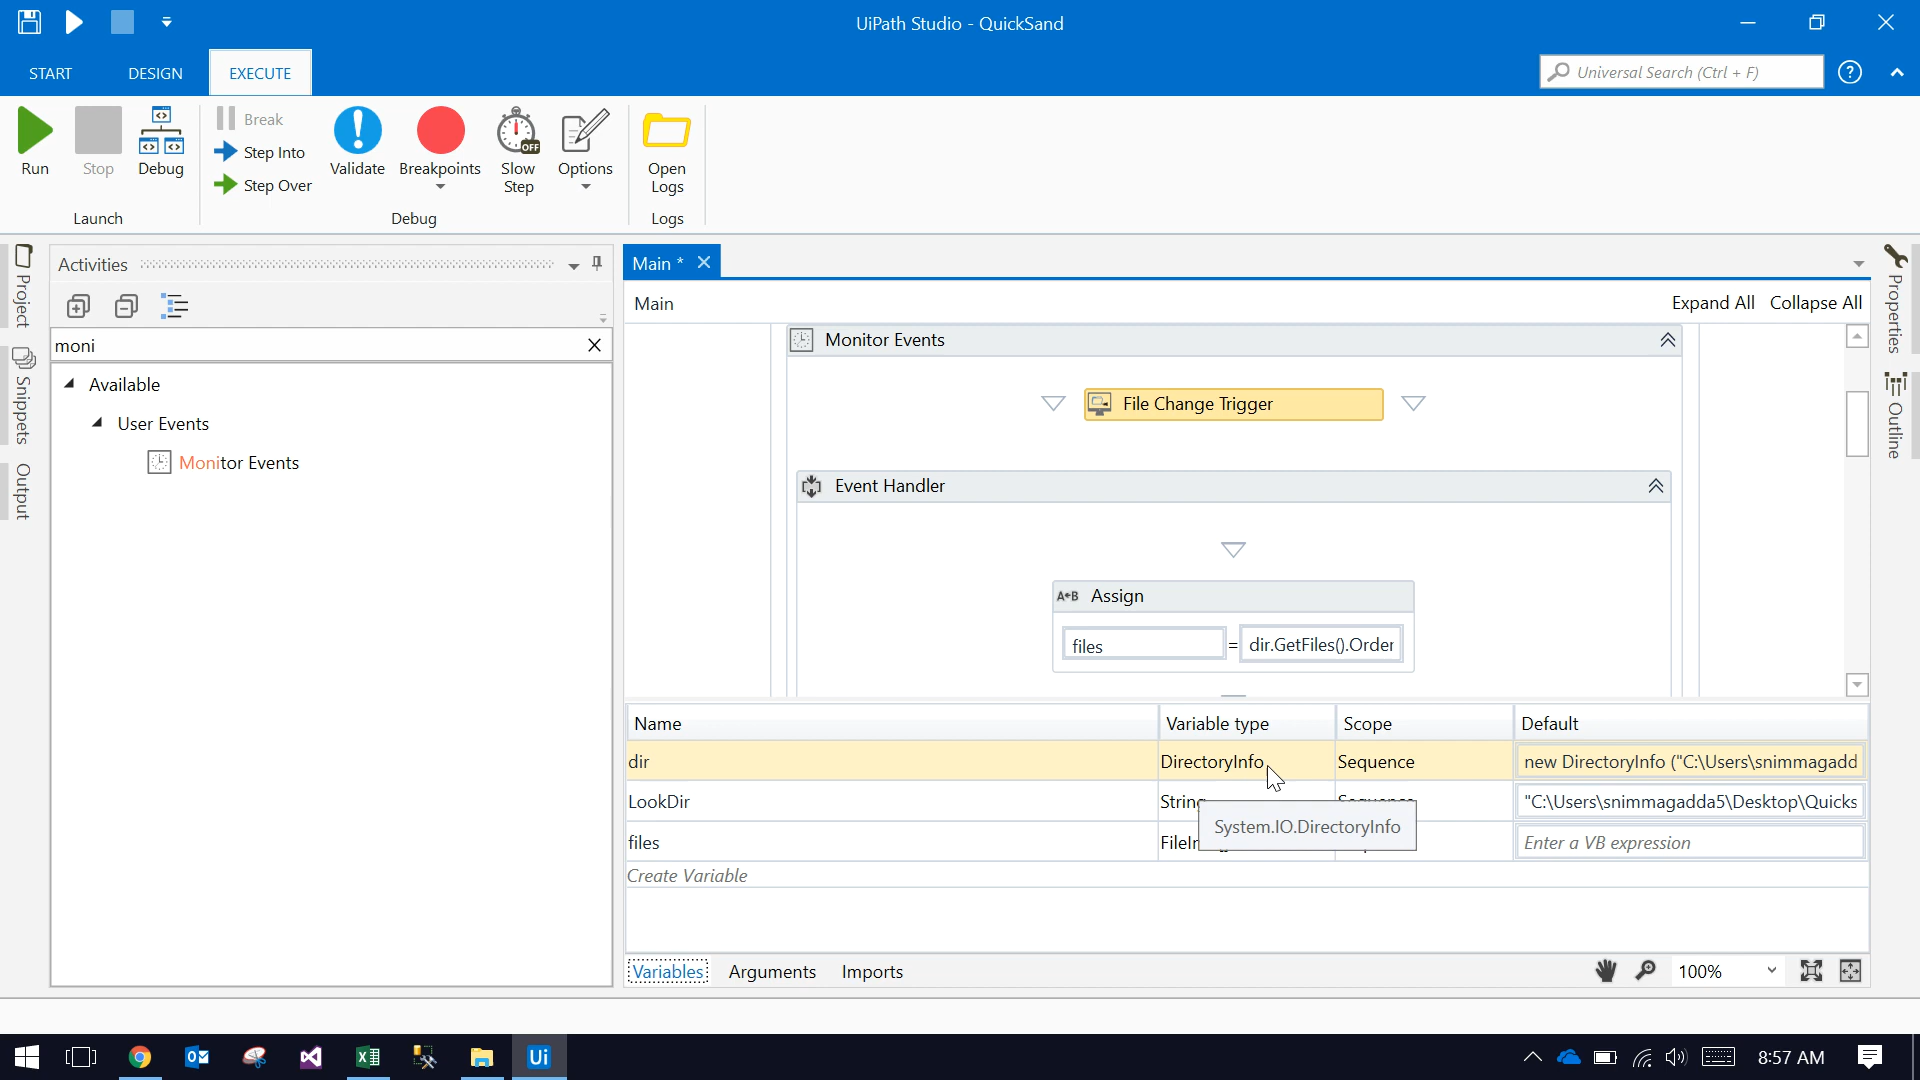 UiPath Studio - QuickSand
START
DESIGN
EXECUTE
Universal Search (Ctrl + F)
Run
Stop
Debug
Break
Step Into
Step Over
Validate
Breakpoints
Slow Step
OFF
Options
Open Logs
Launch
Debug
Logs
Project
Snippets
Output
Activities
moni
Available
User Events
Monitor Events
Main *
Main
Expand All
Collapse All
Properties
Outline
Monitor Events
File Change Trigger
Event Handler
A+B Assign
files = dir.GetFiles().Order
Name
Variable type
Scope
Default
dir
DirectoryInfo
Sequence
new DirectoryInfo ("C:\Users\snimmagadd
LookDir
String
"C:\Users\snimmagadda5\Desktop\Quicks
System.IO.DirectoryInfo
files
Enter a VB expression
Create Variable
Variables
Arguments
Imports
100%
Ui
8:57 AM